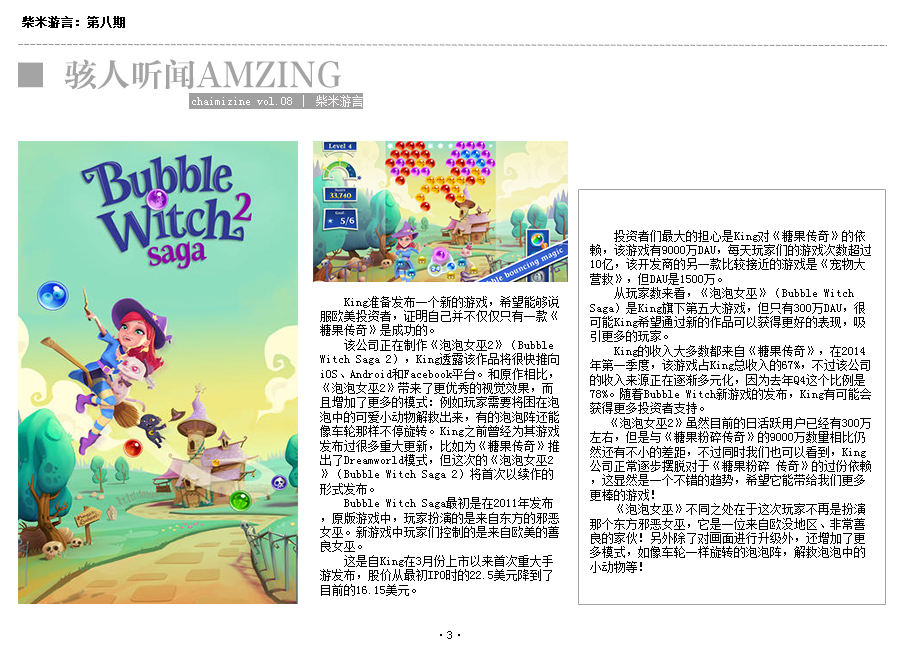 柴米游言：第八期
骇人听闻AMZING
chaimizine vol.08 | 柴米游言
Bubble
Witch 2
saga
Level 4
Score
33,740
Goal
5/6
bble bouncing magic
King准备发布一个新的游戏，希望能够说
服欧美投资者，证明自己并不仅仅只有一款《
糖果传奇》是成功的。
该公司正在制作《泡泡女巫2》（Bubble
Witch Saga 2），King透露该作品将很快推向
iOS、Android和Facebook平台。和原作相比，
《泡泡女巫2》带来了更优秀的视觉效果，而
且增加了更多的模式：例如玩家需要将困在泡
泡中的可爱小动物解救出来，有的泡泡阵还能
像车轮那样不停旋转。King之前曾经为其游戏
发布过很多重大更新，比如为《糖果传奇》推
出了Dreamworld模式，但这次的《泡泡女巫2
》（Bubble Witch Saga 2）将首次以续作的
形式发布。
Bubble Witch Saga最初是在2011年发布
，原版游戏中，玩家扮演的是来自东方的邪恶
女巫。新游戏中玩家们控制的是来自欧美的善
良女巫。
这是自King在3月份上市以来首次重大手
游发布，股价从最初IPO时的22.5美元降到了
目前的16.15美元。
投资者们最大的担心是King对《糖果传奇》的依
赖，该游戏有9000万DAU，每天玩家们的游戏次数超过
10亿，该开发商的另一款比较接近的游戏是《宠物大
营救》，但DAU是1500万。
从玩家数来看，《泡泡女巫》（Bubble Witch
Saga）是King旗下第五大游戏，但只有300万DAU，很
可能King希望通过新的作品可以获得更好的表现，吸
引更多的玩家。
King的收入大多数都来自《糖果传奇》，在2014
年第一季度，该游戏占King总收入的67%，不过该公司
的收入来源正在逐渐多元化，因为去年Q4这个比例是
78%。随着Bubble Witch新游戏的发布，King有可能会
获得更多投资者支持。
《泡泡女巫2》虽然目前的日活跃用户已经有300万
左右，但是与《糖果粉碎传奇》的9000万数量相比仍
然还有不小的差距，不过同时我们也可以看到，King
公司正常逐步摆脱对于《糖果粉碎 传奇》的过份依赖
，这显然是一个不错的趋势，希望它能带给我们更多
更棒的游戏！
《泡泡女巫》不同之处在于这次玩家不再是扮演
那个东方邪恶女巫，它是一位来自欧没地区、非常善
良的家伙！另外除了对画面进行升级外，还增加了更
多模式，如像车轮一样旋转的泡泡阵，解救泡泡中的
小动物等！
·3·